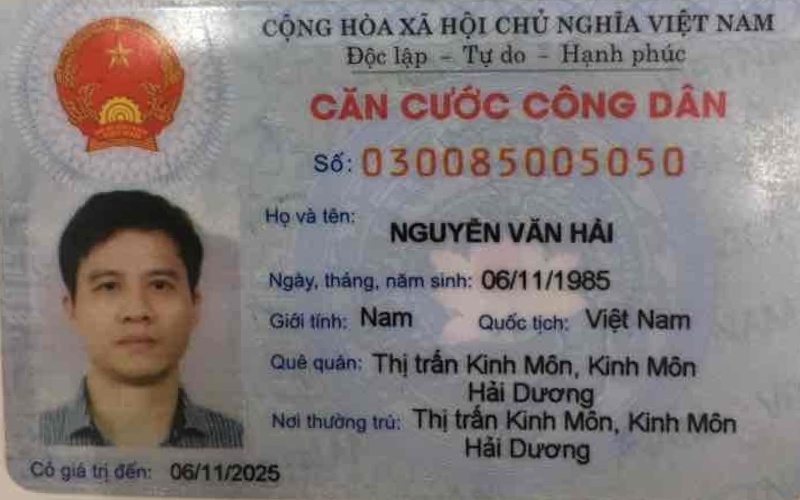 CỘNG HÒA XÃ HỘI CHỦ NGHĨA VIỆT NAM
Độc lập – Tự do – Hạnh phúc
CĂN CƯỚC CÔNG DÂN
Số: 030085005050
Họ và tên: NGUYỄN VĂN HẢI
Ngày, tháng, năm sinh: 06/11/1985
Giới tính: Nam Quốc tịch: Việt Nam
Quê quán: Thị trấn Kinh Môn, Kinh Môn
Hải Dương
Nơi thường trú: Thị trấn Kinh Môn, Kinh Môn
Hải Dương
Có giá trị đến: 06/11/2025